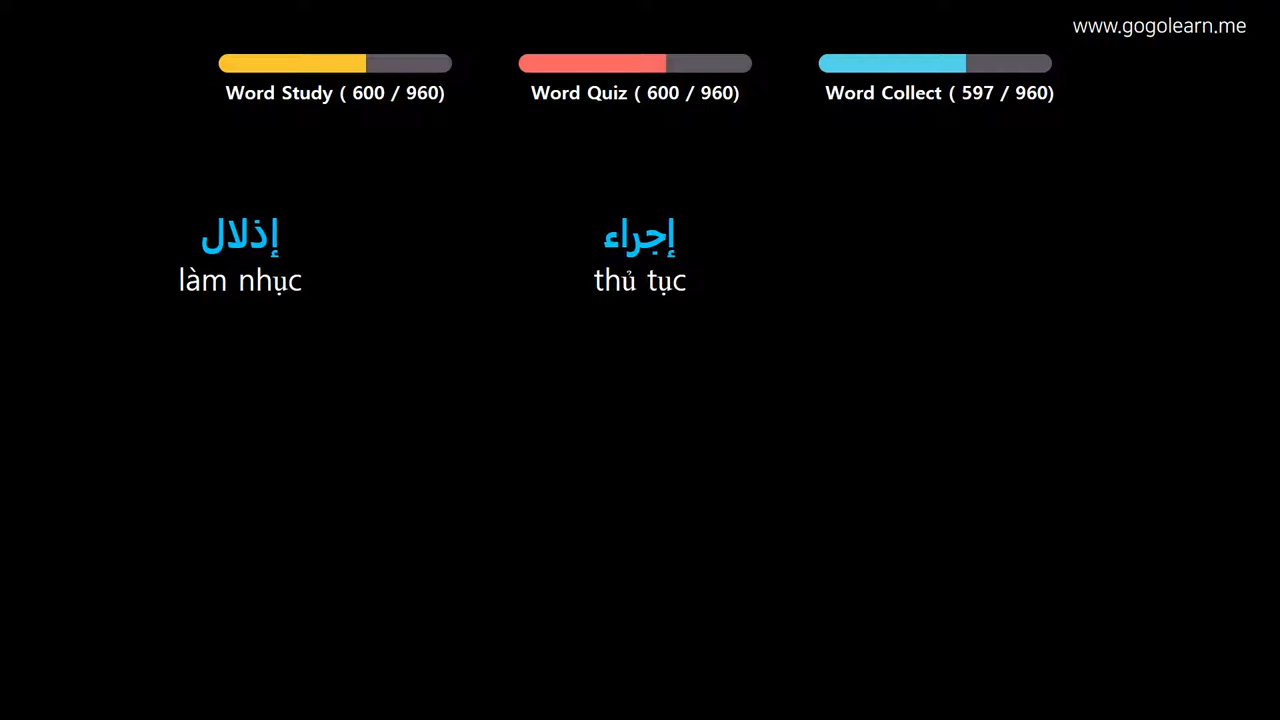 www.gogolearn.me
Word Study ( 600 / 960)
Word Quiz ( 600 / 960)
Word Collect ( 597 / 960)
إذلال
làm nhục
إجراء
thủ tục